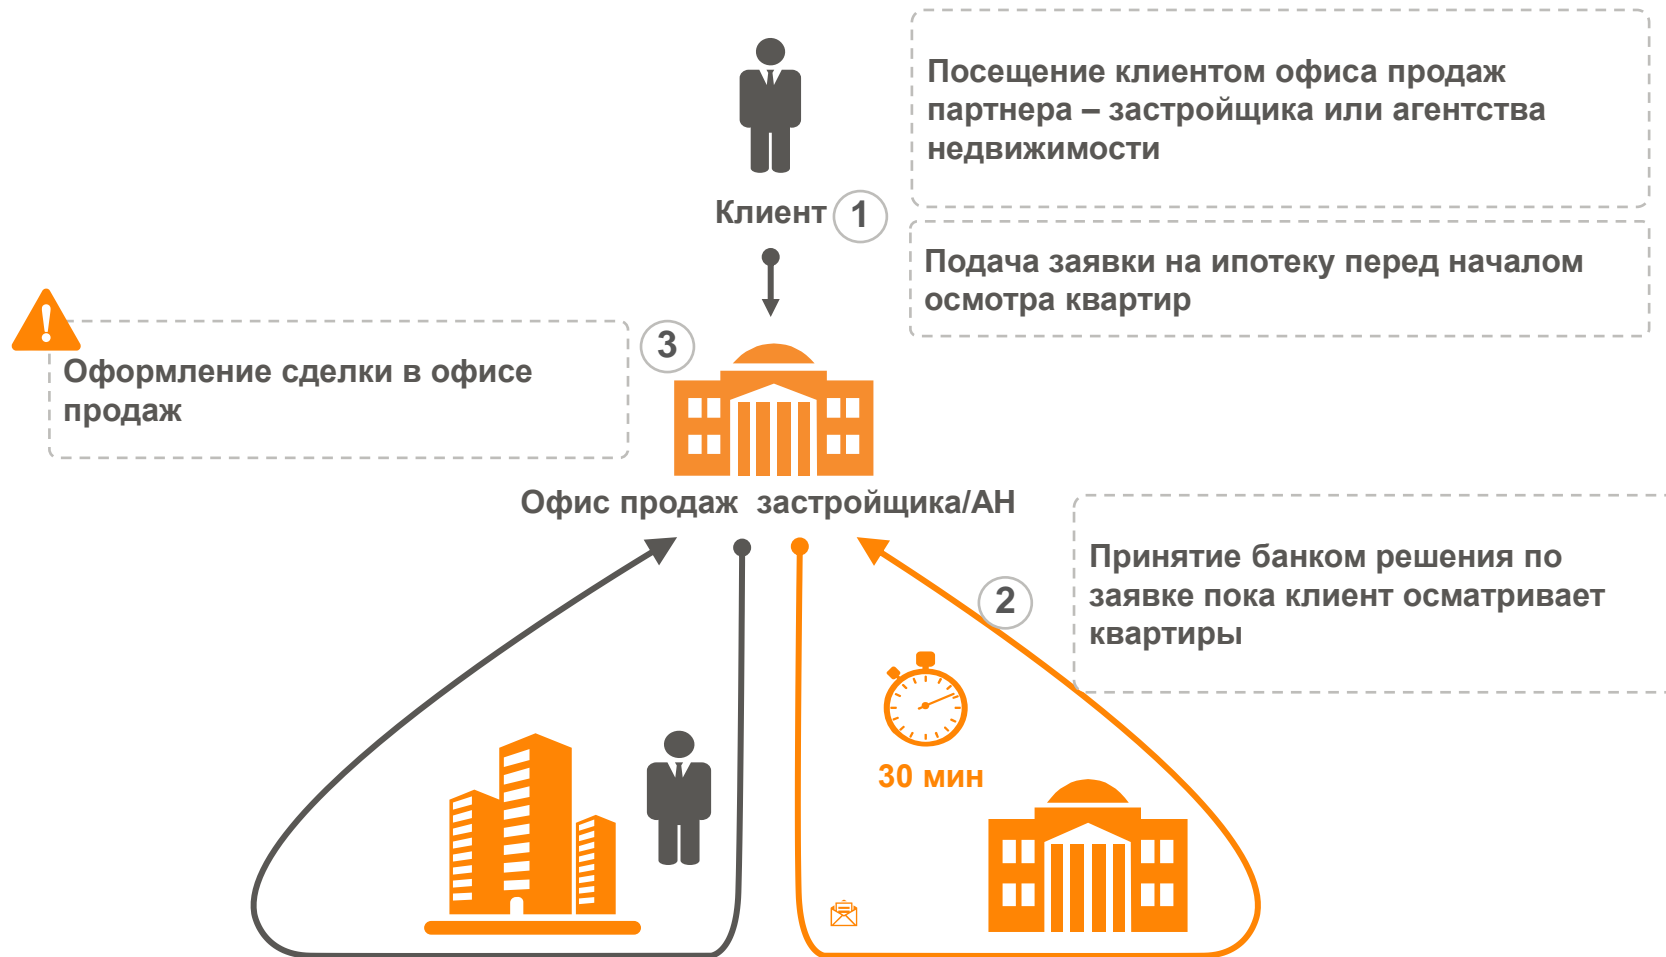 Посещение клиентом офиса продаж
партнера – застройщика или агентства
недвижимости
Клиент
1
Подача заявки на ипотеку перед началом
осмотра квартир
!
Оформление сделки в офисе
продаж
3
Офис продаж застройщика/АН
2
Принятие банком решения по
заявке пока клиент осматривает
квартиры
30 мин